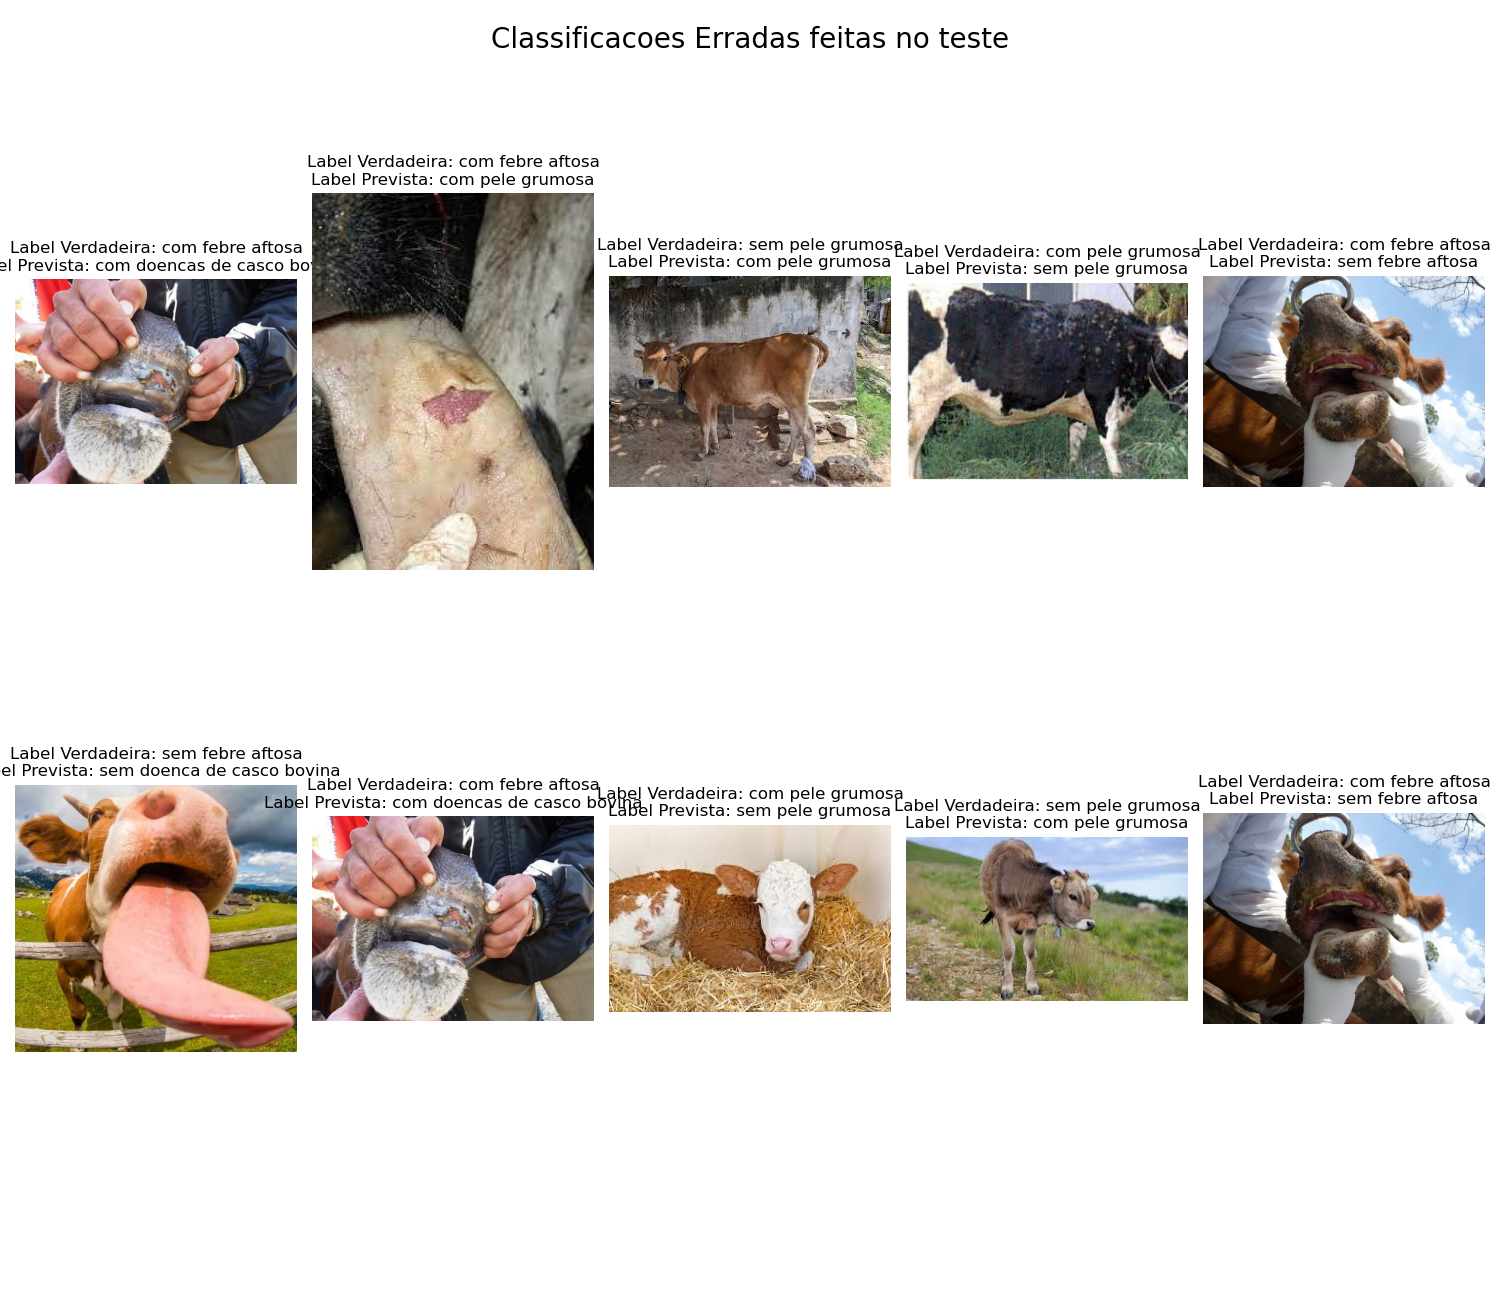 Classificacoes Erradas feitas no teste
Label Verdadeira: com febre aftosa
Label Prevista: com pele grumosa
Label Verdadeira: com febre aftosa
el Prevista: com doencas de casco bov
Label Verdadeira: sem pele grumosa
Label Prevista: com pele grumosa
Label Verdadeira: com pele grumosa
Label Prevista: sem pele grumosa
Label Verdadeira: com febre aftosa
Label Prevista: sem febre aftosa
Label Verdadeira: sem febre aftosa
el Prevista: sem doenca de casco bovina
Label Verdadeira: com febre aftosa
Label Prevista: com doencas de casco bovina
Label Verdadeira: com pele grumosa
Label Prevista: sem pele grumosa
Label Verdadeira: sem pele grumosa
Label Prevista: com pele grumosa
Label Verdadeira: com febre aftosa
Label Prevista: sem febre aftosa